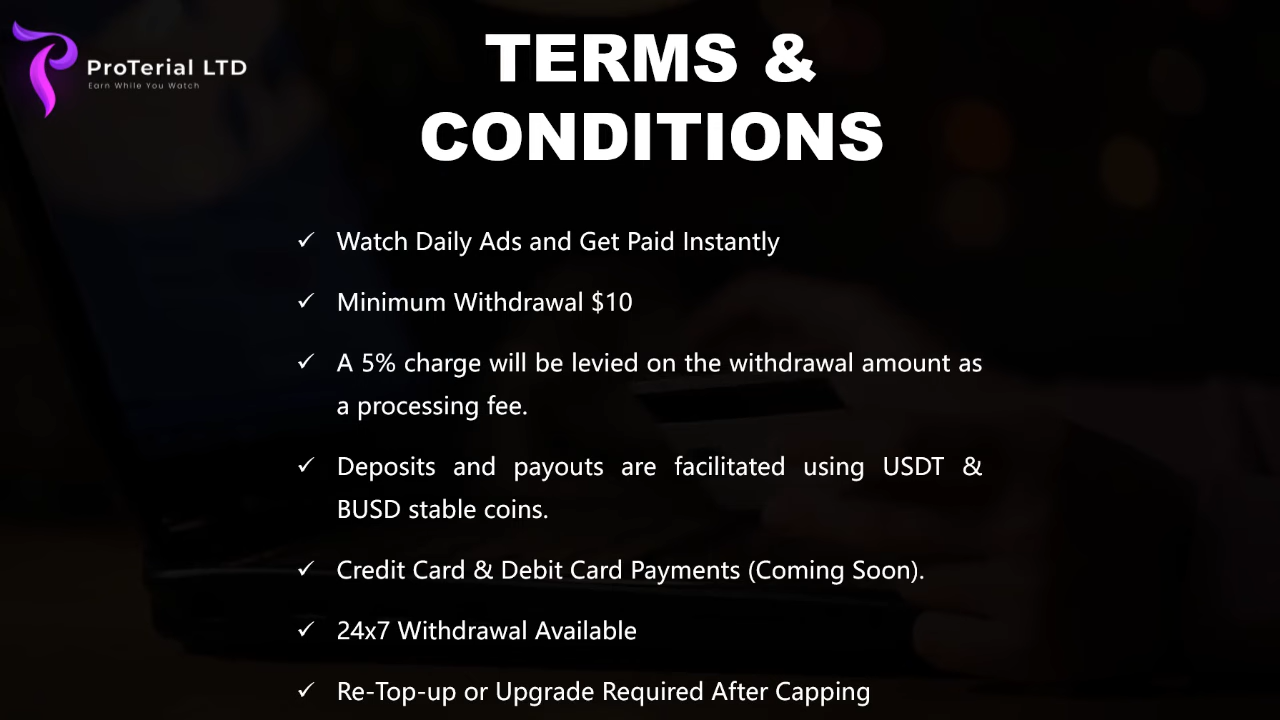 ProTerial LTD
Earn While You Watch
TERMS &
CONDITIONS
✓ Watch Daily Ads and Get Paid Instantly
✓ Minimum Withdrawal $10
✓ A 5% charge will be levied on the withdrawal amount as
a processing fee.
✓ Deposits and payouts are facilitated using USDT &
BUSD stable coins.
✓ Credit Card & Debit Card Payments (Coming Soon).
✓ 24x7 Withdrawal Available
✓ Re-Top-up or Upgrade Required After Capping